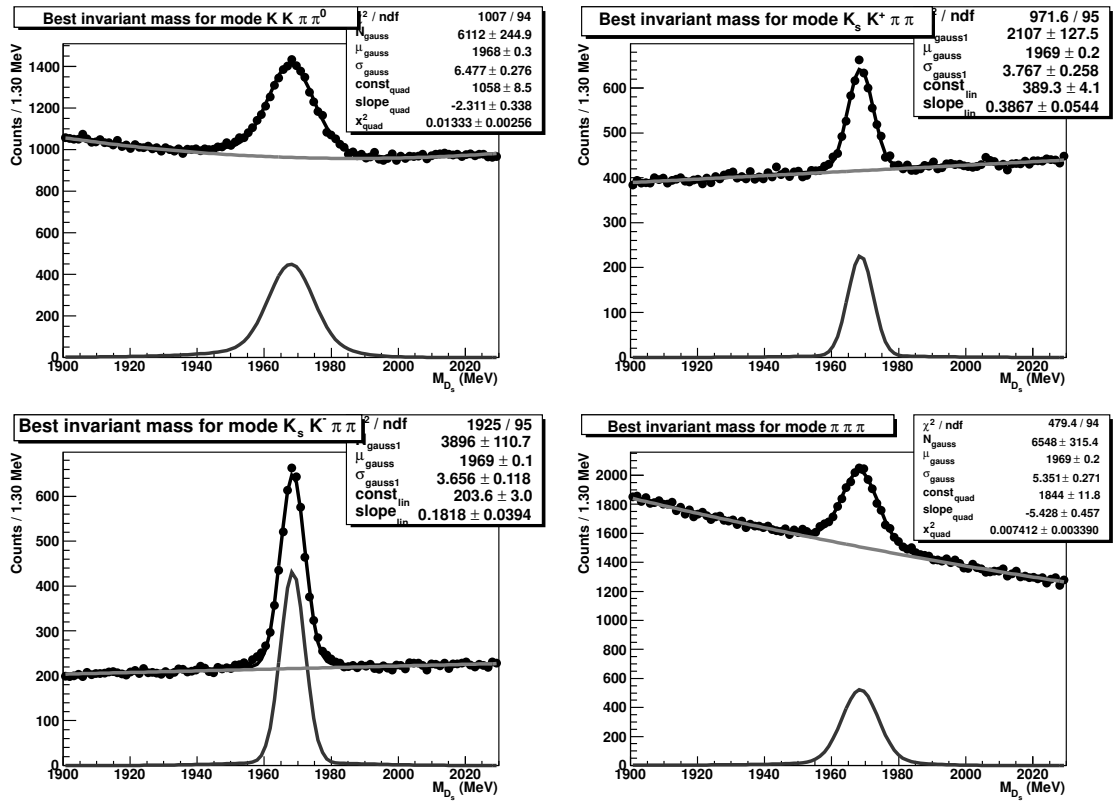 Best invariant mass for mode K K π π⁰
²/ ndf 1007 / 94
N_gauss 6112 ± 244.9
μ_gauss 1968 ± 0.3
σ_gauss 6.477 ± 0.276
const_quad 1058 ± 8.5
slope_quad -2.311 ± 0.338
x²_quad 0.01333 ± 0.00256
Counts / 1.30 MeV
1400
1200
1000
800
600
400
200
0
1900 1920 1940 1960 1980 2000 2020
M_Ds (MeV)
Best invariant mass for mode K_s K⁺ π π
²/ ndf 971.6 / 95
gauss1 2107 ± 127.5
μ_gauss 1969 ± 0.2
σ_gauss1 3.767 ± 0.258
const_lin 389.3 ± 4.1
slope_lin 0.3867 ± 0.0544
Counts / 1.30 MeV
600
400
200
0
1900 1920 1940 1960 1980 2000 2020
M_Ds (MeV)
Best invariant mass for mode K_s K⁻ π π
²/ ndf 1925 / 95
gauss1 3896 ± 110.7
μ_gauss 1969 ± 0.1
σ_gauss1 3.656 ± 0.118
const_lin 203.6 ± 3.0
slope_lin 0.1818 ± 0.0394
Counts / 1.30 MeV
600
500
400
300
200
100
0
1900 1920 1940 1960 1980 2000 2020
M_Ds (MeV)
Best invariant mass for mode π π π
χ² / ndf 479.4 / 94
N_gauss 6548 ± 315.4
μ_gauss 1969 ± 0.2
σ_gauss 5.351 ± 0.271
const_quad 1844 ± 11.8
slope_quad -5.428 ± 0.457
x²_quad 0.007412 ± 0.003390
Counts / 1.30 MeV
2000
1800
1600
1400
1200
1000
800
600
400
200
0
1900 1920 1940 1960 1980 2000 2020
M_Ds (MeV)